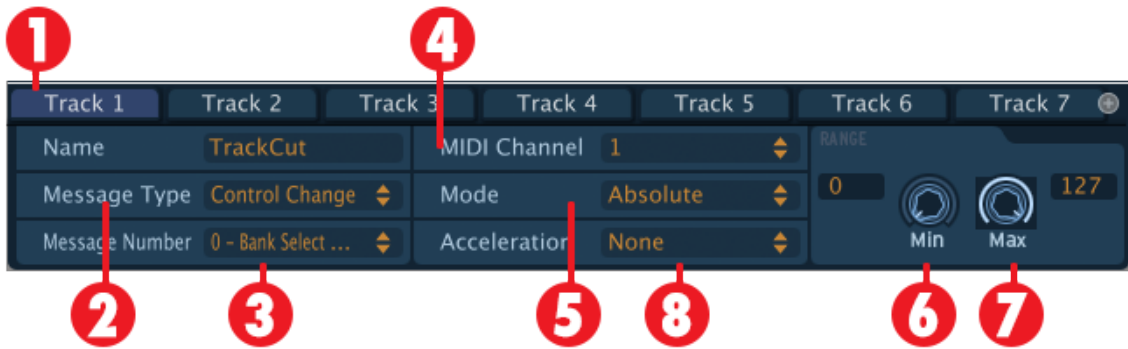 1 4
Track 1 Track 2 Track 3 Track 4 Track 5 Track 6 Track 7
Name TrackCut MIDI Channel 1 RANGE
Message Type Control Change Mode Absolute 0 127
Message Number 0 – Bank Select ... Acceleration None Min Max
2 3 5 8 6 7